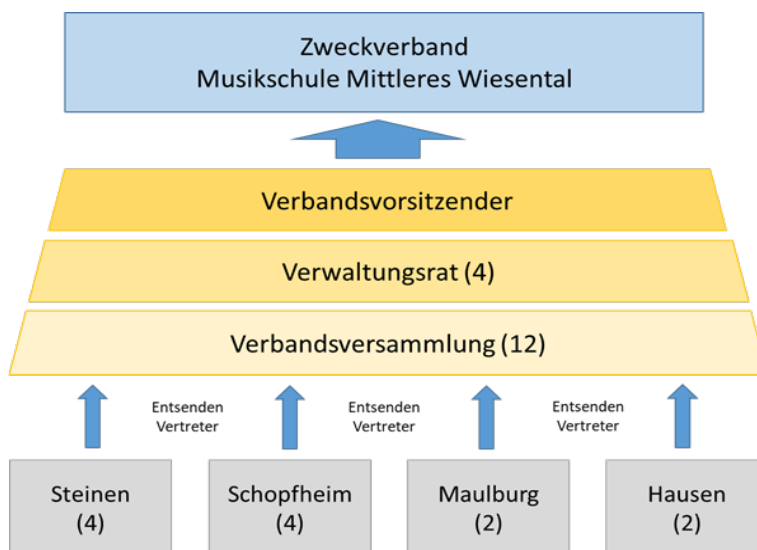 Zweckverband
Musikschule Mittleres Wiesental
Verbandsvorsitzender
Verwaltungsrat (4)
Verbandsversammlung (12)
Entsenden
Vertreter
Entsenden
Vertreter
Entsenden
Vertreter
Steinen
(4)
Schopfheim
(4)
Maulburg
(2)
Hausen
(2)